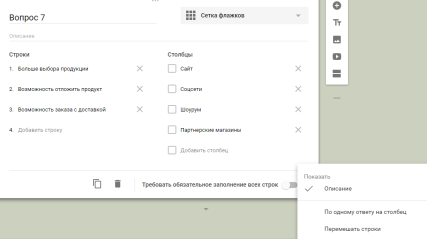 Вопрос 7
Сетка флажков
Описание
Строки
Столбцы
1. Больше выбора продукции
Сайт
2. Возможность отложить продукт
Соцсети
3. Возможность заказа с доставкой
Шоурум
4. Добавить строку
Партнерские магазины
Добавить столбец
Требовать обязательное заполнение всех строк
Показать
Описание
По одному ответу на столбец
Перемешать строки
Тт